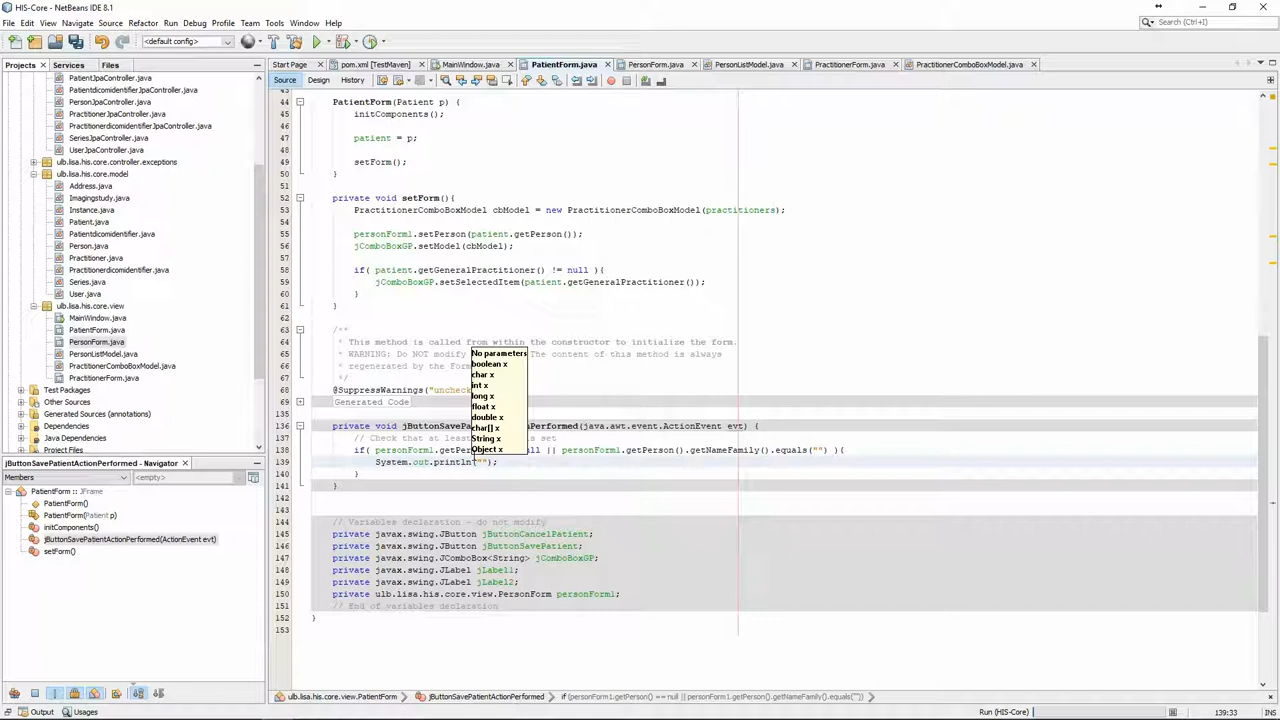 HIS-Core - NetBeans IDE 8.1
File Edit View Navigate Source Refactor Run Debug Profile Team Tools Window Help
Search (Ctrl+I)
<default config>
Projects Services Files
PatientJpaController.java
PatientdicomidentifierJpaController.java
PersonJpaController.java
PractitionerJpaController.java
PractitionerdicomidentifierJpaController.java
SeriesJpaController.java
UserJpaController.java
ulb.lisa.his.core.controller.exceptions
ulb.lisa.his.core.model
Address.java
Imagingstudy.java
Instance.java
Patient.java
Patientdicomidentifier.java
Person.java
Practitioner.java
Practitionerdicomidentifier.java
Series.java
User.java
ulb.lisa.his.core.view
MainWindow.java
PatientForm.java
PersonForm.java
PersonListModel.java
PractitionerComboBoxModel.java
PractitionerForm.java
Test Packages
Other Sources
Generated Sources (annotations)
Dependencies
Java Dependencies
jButtonSavePatientActionPerformed - Navigator
Members <empty>
PatientForm :: JFrame
PatientForm()
PatientForm(Patient p)
initComponents()
jButtonSavePatientActionPerformed(ActionEvent evt)
setForm()
Start Page pom.xml [TestMaven] MainWindow.java PatientForm.java PersonForm.java PersonListModel.java PractitionerForm.java PractitionerComboBoxModel.java
Source Design History
43
44 PatientForm(Patient p) {
45 initComponents();
46
47 patient = p;
48
49 setForm();
50 }
51
52 private void setForm(){
53 PractitionerComboBoxModel cbModel = new PractitionerComboBoxModel(practitioners);
54
55 personForm1.setPerson(patient.getPerson());
56 jComboBoxGP.setModel(cbModel);
57
58 if( patient.getGeneralPractitioner() != null ){
59 jComboBoxGP.setSelectedItem(patient.getGeneralPractitioner());
60 }
61 }
62
63 /**
64 * This method is called from within the constructor to initialize the form.
65 * WARNING: Do NOT modify The content of this method is always
66 * regenerated by the Form
67 */
68 @SuppressWarnings("uncheck
69 Generated Code
135
136 private void jButtonSavePa nPerformed(java.awt.event.ActionEvent evt) {
137 // Check that at least s set
138 if( personForm1.getPe ull || personForm1.getPerson().getNameFamily().equals("") ){
139 System.out.println("");
140 }
141 }
142
143
144 // Variables declaration - do not modify
145 private javax.swing.JButton jButtonCancelPatient;
146 private javax.swing.JButton jButtonSavePatient;
147 private javax.swing.JComboBox<String> jComboBoxGP;
148 private javax.swing.JLabel jLabel1;
149 private javax.swing.JLabel jLabel2;
150 private ulb.lisa.his.core.view.PersonForm personForm1;
151 // End of variables declaration
152 }
153
No parameters
boolean x
char x
int x
long x
float x
double x
char[] x
String x
Object x
ulb.lisa.his.core.view.PatientForm jButtonSavePatientActionPerformed if (personForm1.getPerson() == null || personForm1.getPerson().getNameFamily().equals(""))
Output Usages
Run (HIS-Core) 139:33 INS